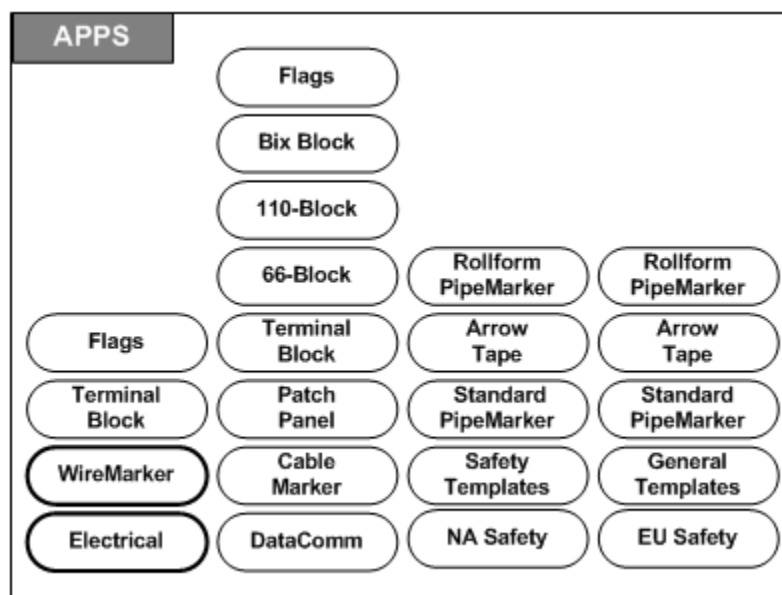 APPS
Flags
Bix Block
110-Block
66-Block
Rollform
PipeMarker
Rollform
PipeMarker
Flags
Terminal
Block
Arrow
Tape
Arrow
Tape
Terminal
Block
Patch
Panel
Standard
PipeMarker
Standard
PipeMarker
WireMarker
Cable
Marker
Safety
Templates
General
Templates
Electrical
DataComm
NA Safety
EU Safety